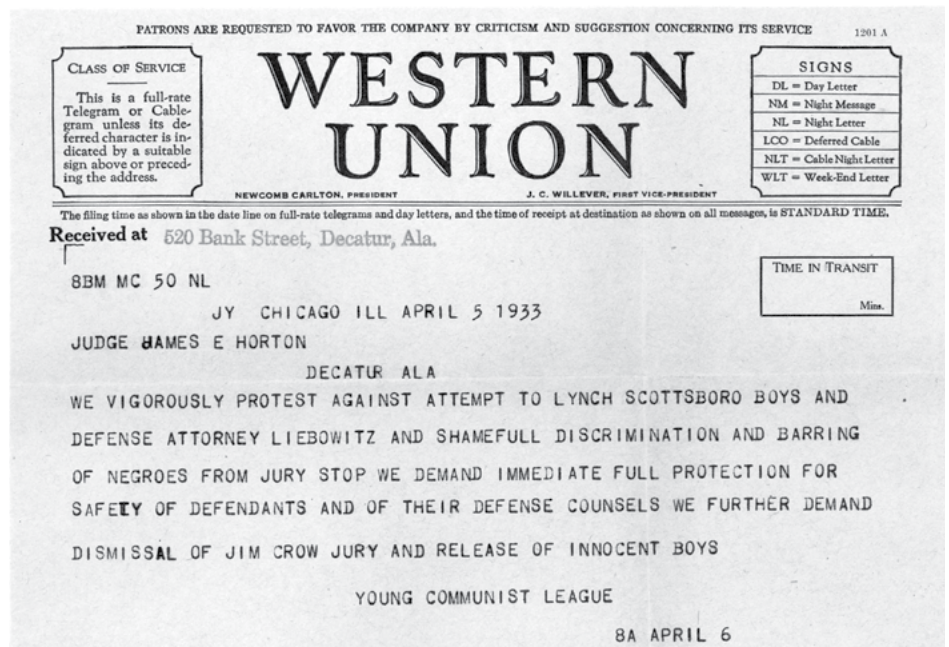 PATRONS ARE REQUESTED TO FAVOR THE COMPANY BY CRITICISM AND SUGGESTION CONCERNING ITS SERVICE
1201 A
CLASS OF SERVICE
This is a full-rate
Telegram or Cable-
gram unless its de-
ferred character is in-
dicated by a suitable
sign above or preced-
ing the address.
WESTERN
UNION
NEWCOMB CARLTON, PRESIDENT
J. C. WILLEVER, FIRST VICE-PRESIDENT
SIGNS
DL = Day Letter
NM = Night Message
NL = Night Letter
LCO = Deferred Cable
NLT = Cable Night Letter
WLT = Week-End Letter
The filing time as shown in the date line on full-rate telegrams and day letters, and the time of receipt at destination as shown on all messages, is STANDARD TIME.
Received at 520 Bank Street, Decatur, Ala.
TIME IN TRANSIT
Mins.
8BM MC 50 NL
JY CHICAGO ILL APRIL 5 1933
JUDGE JAMES E HORTON
DECATUR ALA
WE VIGOROUSLY PROTEST AGAINST ATTEMPT TO LYNCH SCOTTSBORO BOYS AND
DEFENSE ATTORNEY LIEBOWITZ AND SHAMEFULL DISCRIMINATION AND BARRING
OF NEGROES FROM JURY STOP WE DEMAND IMMEDIATE FULL PROTECTION FOR
SAFETY OF DEFENDANTS AND OF THEIR DEFENSE COUNSELS WE FURTHER DEMAND
DISMISSAL OF JIM CROW JURY AND RELEASE OF INNOCENT BOYS
YOUNG COMMUNIST LEAGUE
8A APRIL 6